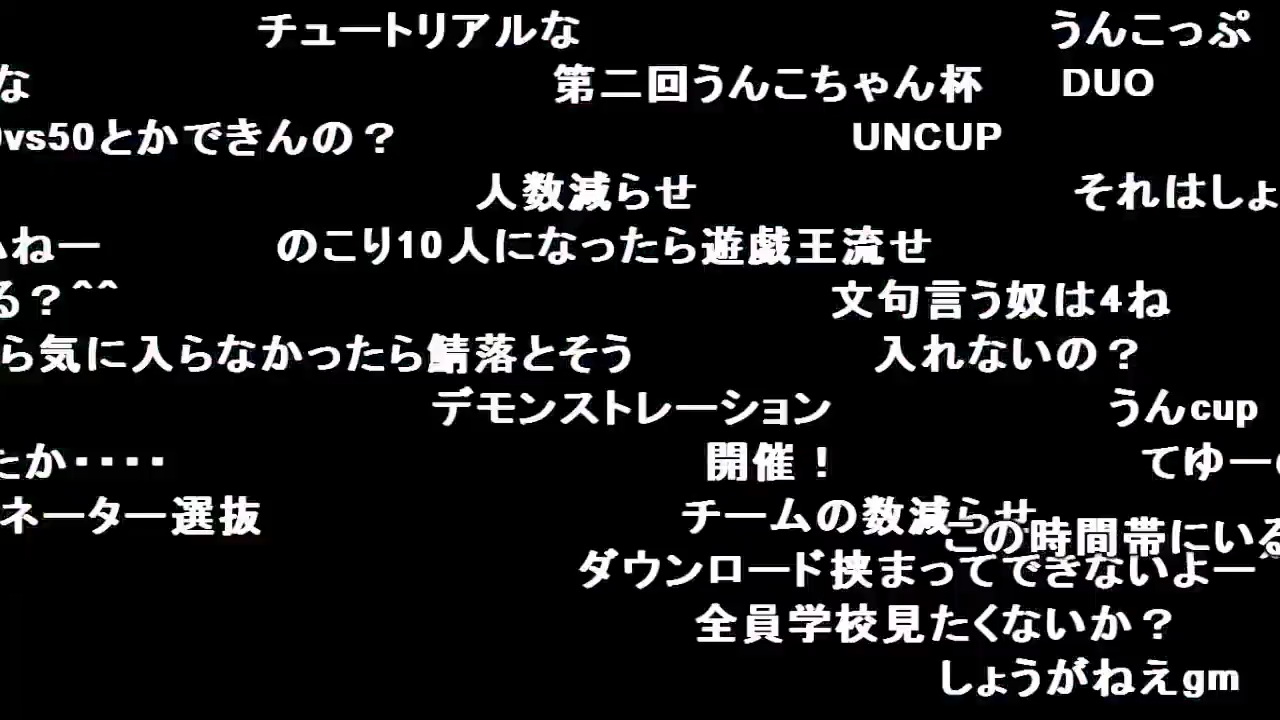 チュートリアルな
うんこっぷ
な
第二回うんこちゃん杯
DUO
vs50とかできんの？
UNCUP
人数減らせ
それはしょ
ねー
のこり10人になったら遊戯王流せ
る？^^
文句言う奴は4ね
ら気に入らなかったら鯖落とそう
入れないの？
デモンストレーション
うんcup
たか・・・・
開催！
てゆーの
ネーター選抜
チームの数減らせ
この時間帯にいる
ダウンロード挟まってできないよー
全員学校見たくないか？
しょうがねえgm